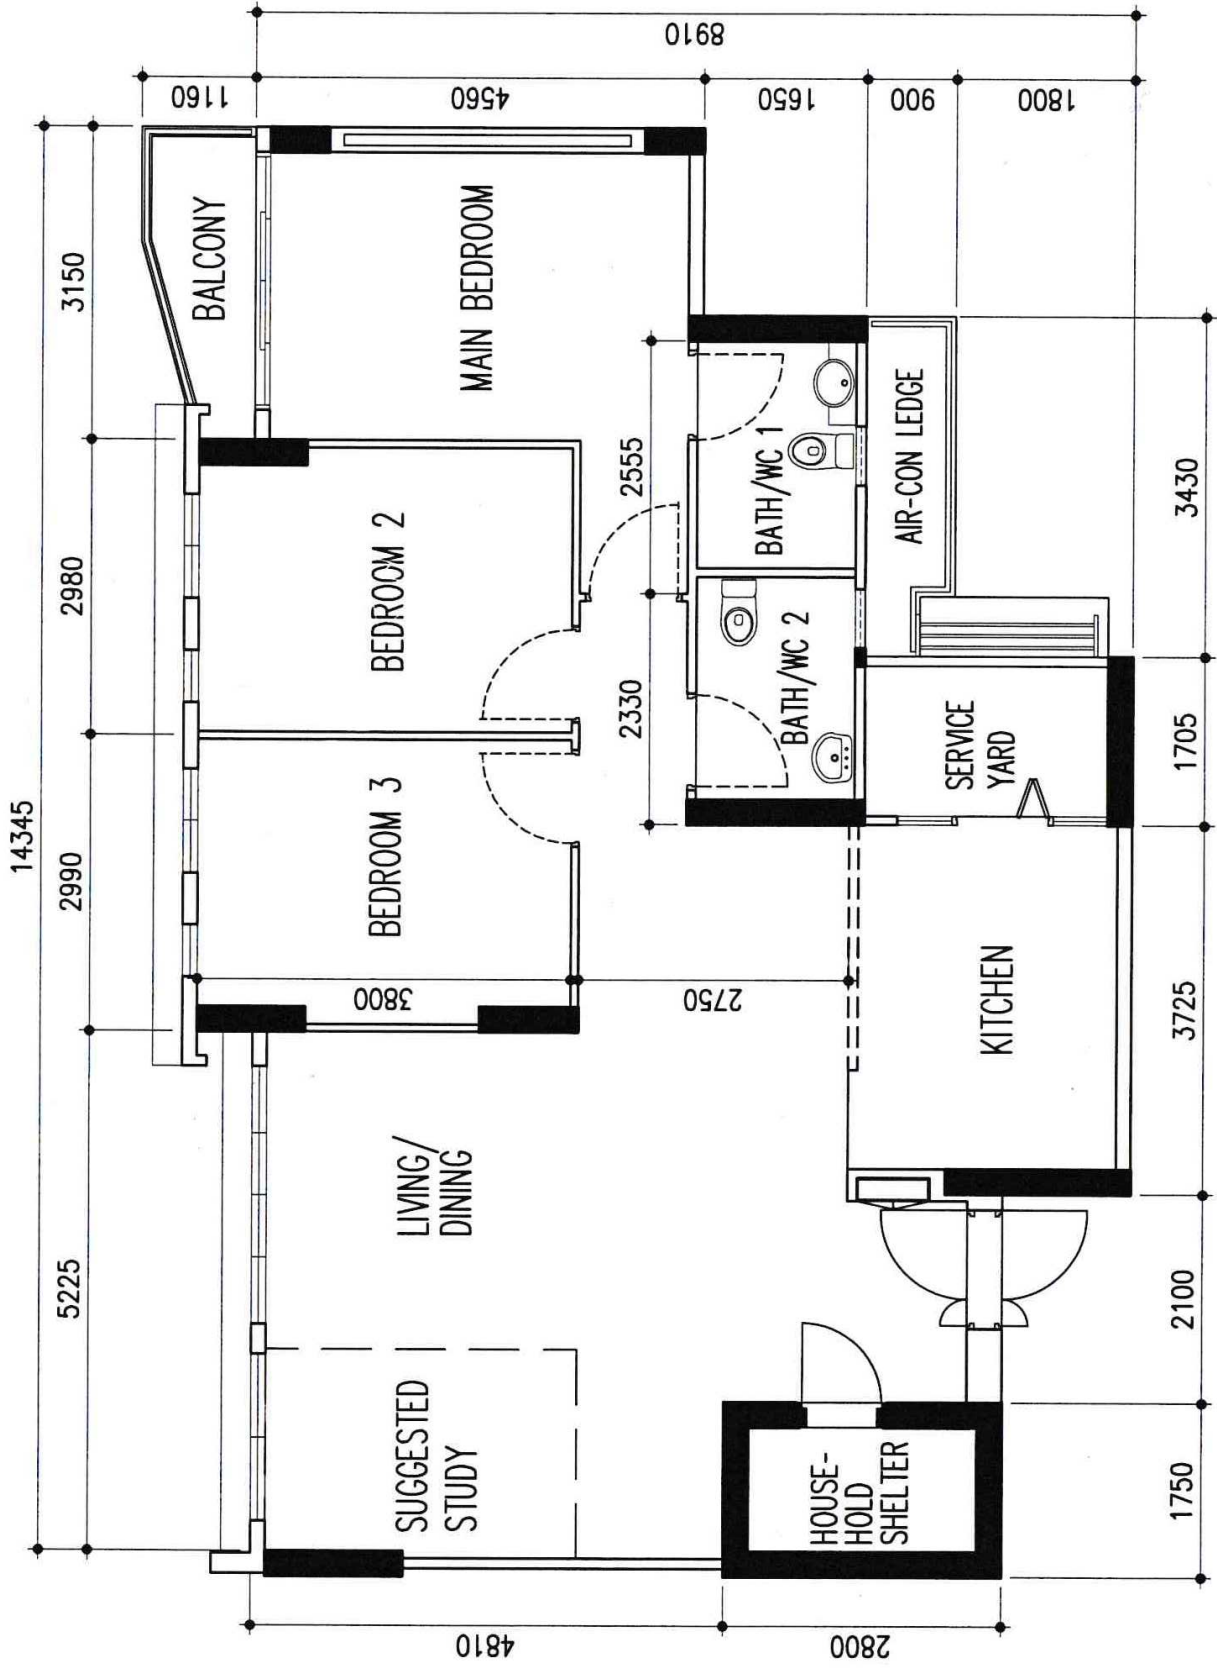 14345
5225
2990
2980
3150
1160
4560
1650
900
1800
8910
BALCONY
MAIN BEDROOM
BEDROOM 2
BEDROOM 3
3800
2750
LIVING/
DINING
SUGGESTED
STUDY
2330
2555
BATH/WC 1
BATH/WC 2
AIR-CON LEDGE
SERVICE
YARD
KITCHEN
HOUSE-
HOLD
SHELTER
4810
2800
1750
2100
3725
1705
3430